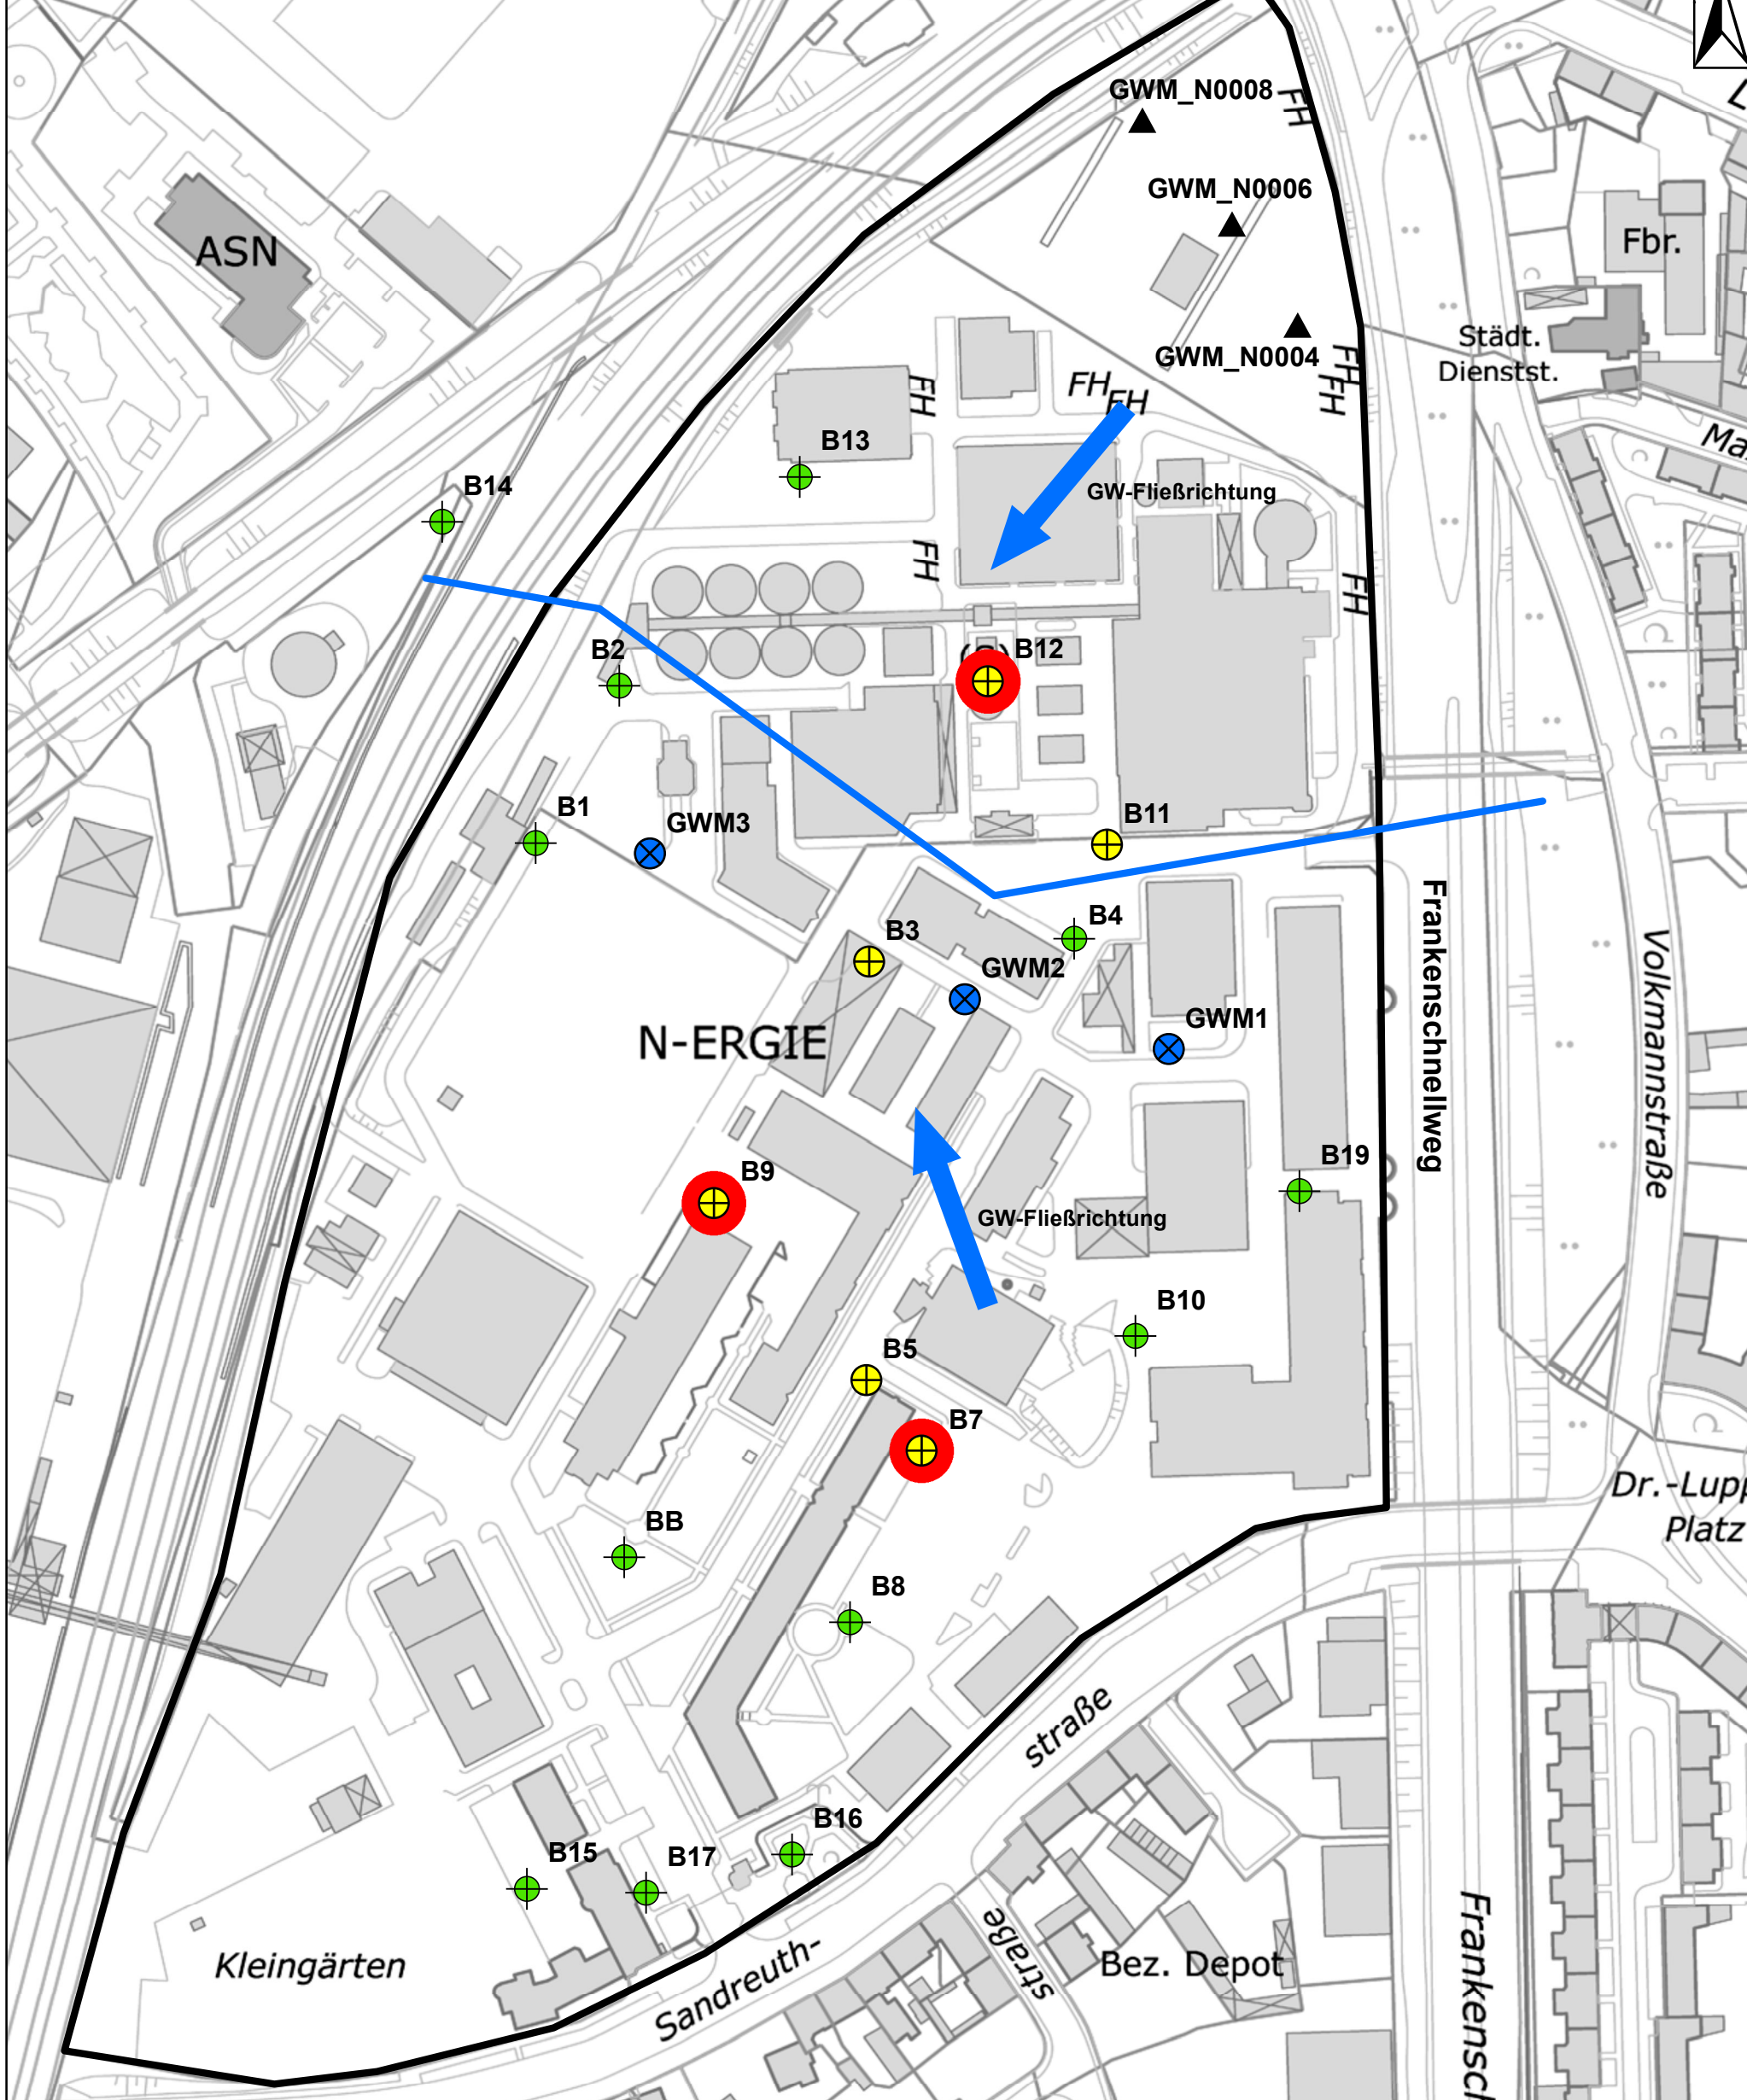 GWM_N0008
FH
GWM_N0006
ASN
Fbr.
Städt.
Dienstst.
GWM_N0004
FH
FH
FH
FH
FH
B13
B14
GW-Fließrichtung
FH
FH
B2
B12
B1
GWM3
B11
B3
B4
GWM2
GWM1
N-ERGIE
Frankenschnellweg
Volkmannstraße
B19
B9
GW-Fließrichtung
B10
B5
B7
Dr.-Lupp
Platz
BB
B8
straße
B16
B15
B17
Kleingärten
Sandreuth-
straße
Bez. Depot
Frankensch